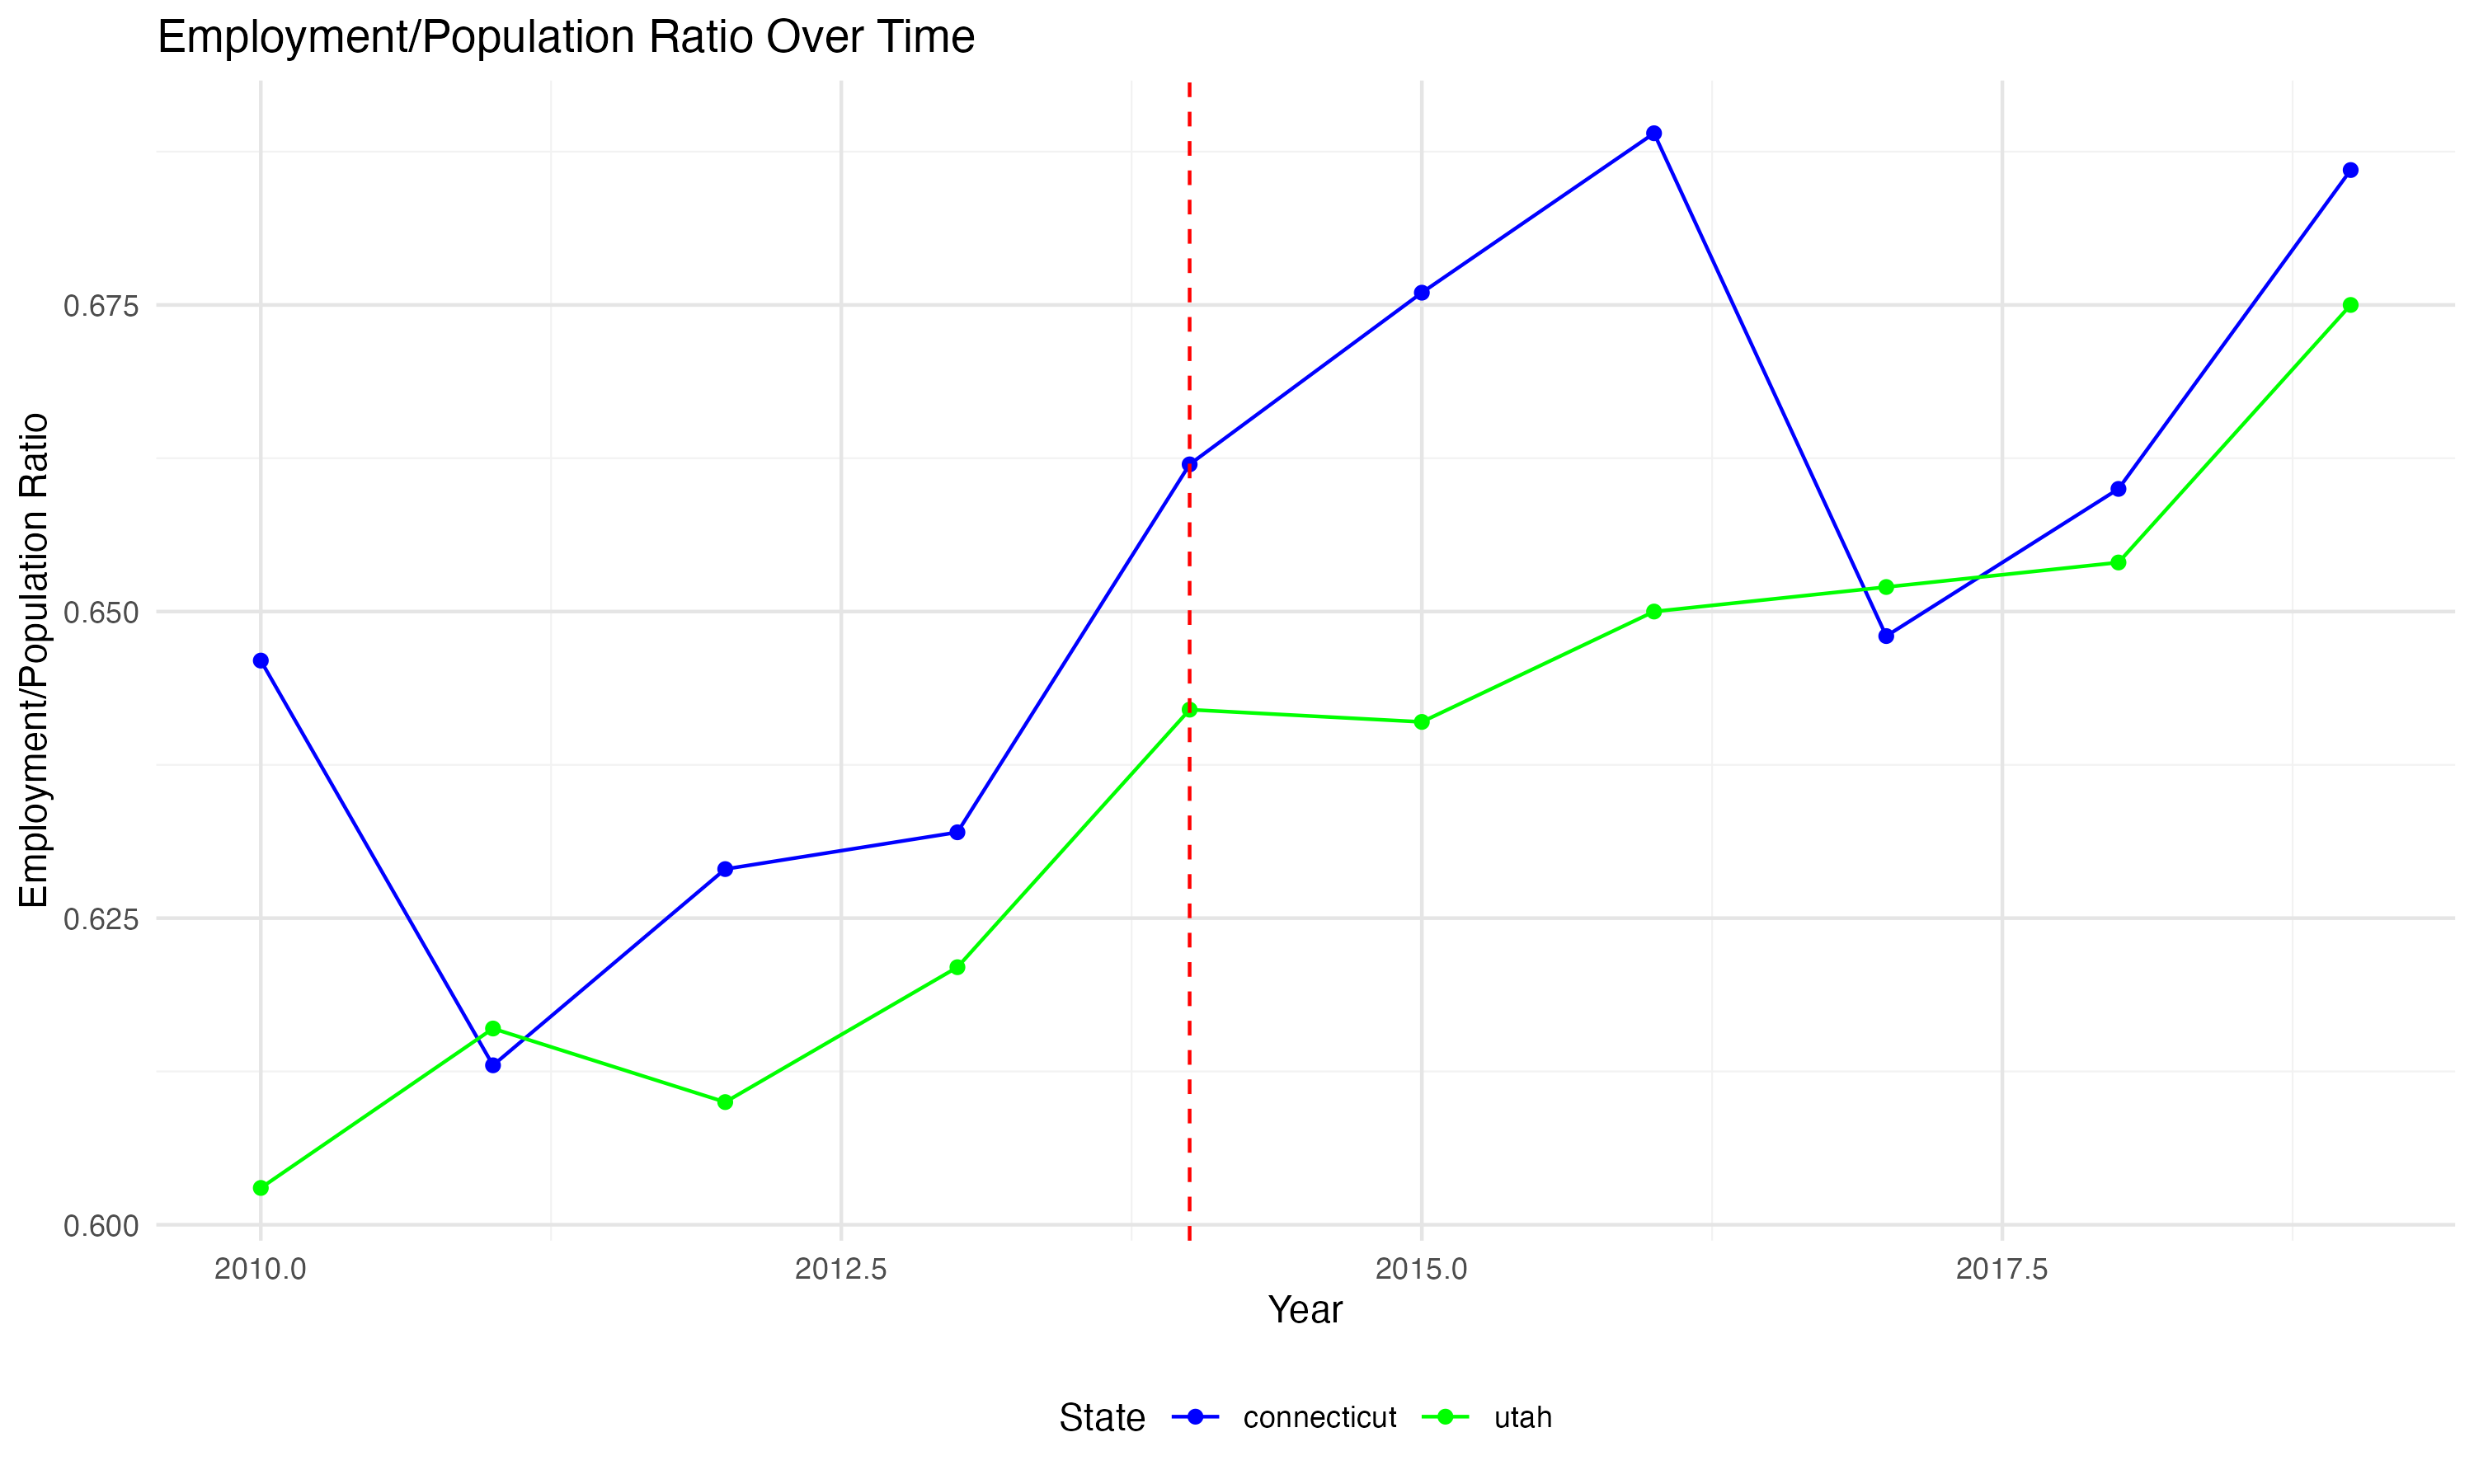 Employment/Population Ratio Over Time
Employment/Population Ratio
0.675
0.650
0.625
0.600
2010.0 2012.5 2015.0 2017.5
Year
State connecticut utah